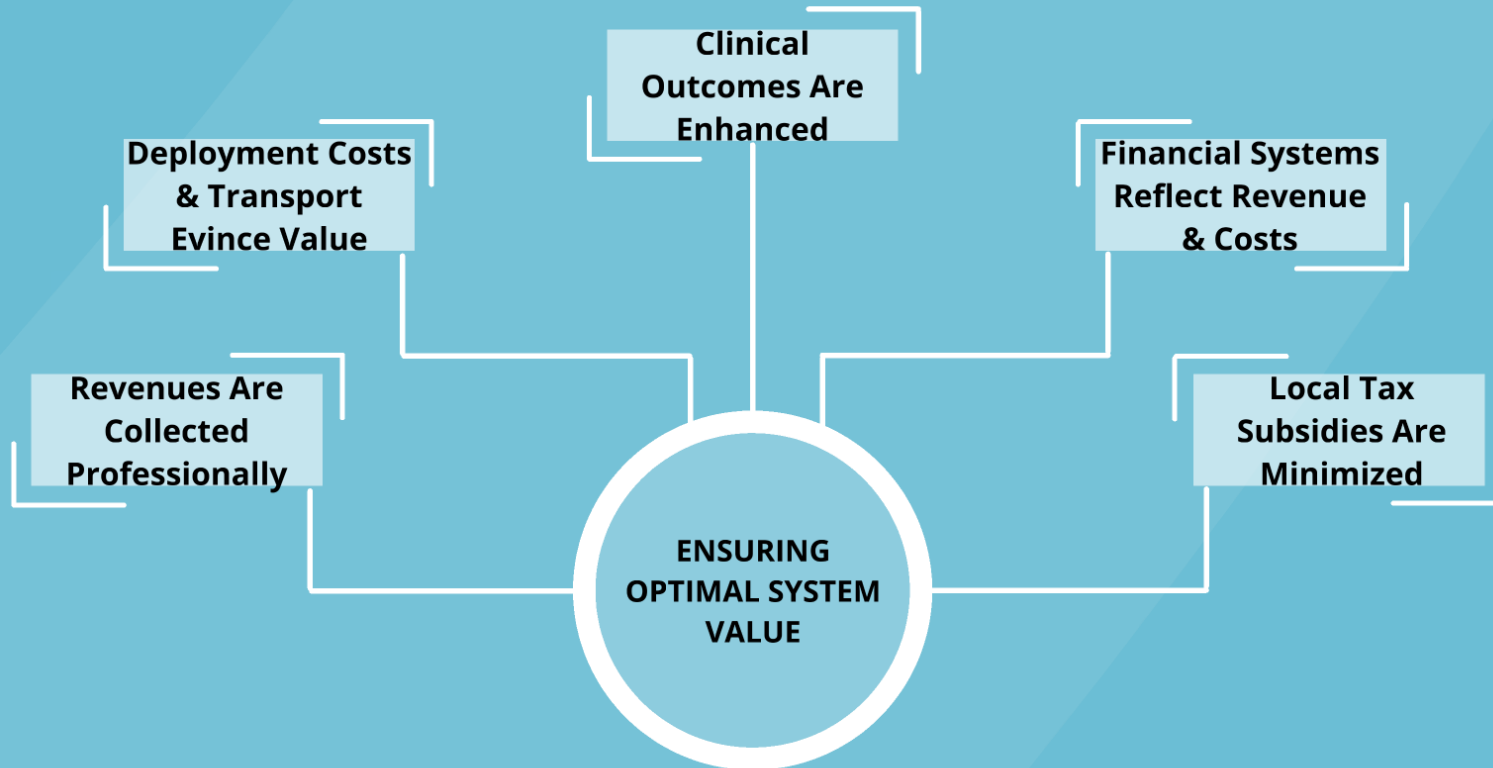 Clinical
Outcomes Are
Enhanced
Deployment Costs
& Transport
Evince Value
Financial Systems
Reflect Revenue
& Costs
Revenues Are
Collected
Professionally
Local Tax
Subsidies Are
Minimized
ENSURING
OPTIMAL SYSTEM
VALUE